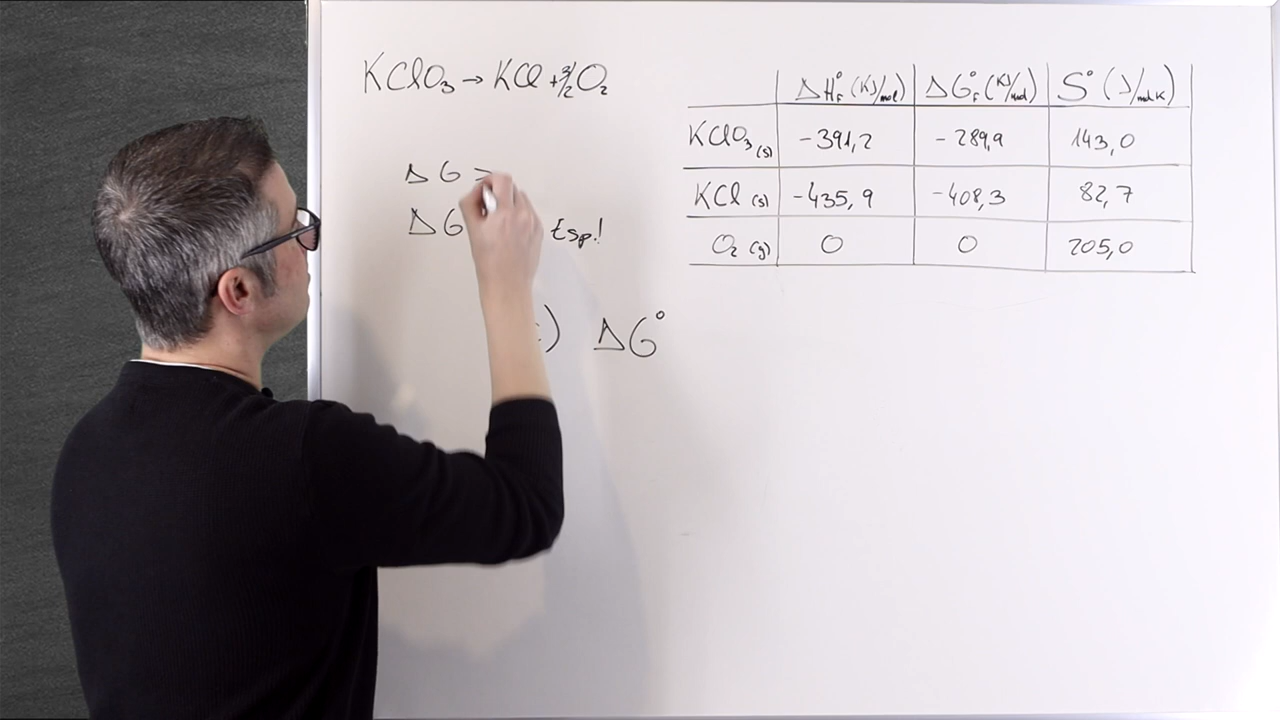 KClO₃ → KCl + 3/2 O₂
ΔG =
ΔG Esp!
) ΔG°
ΔH°f (KJ/mol) ΔG°f (KJ/mol) S° (J/mol K)
KClO₃ (s) -391,2 -289,9 143,0
KCl (s) -435,9 -408,3 82,7
O₂ (g) 0 0 205,0